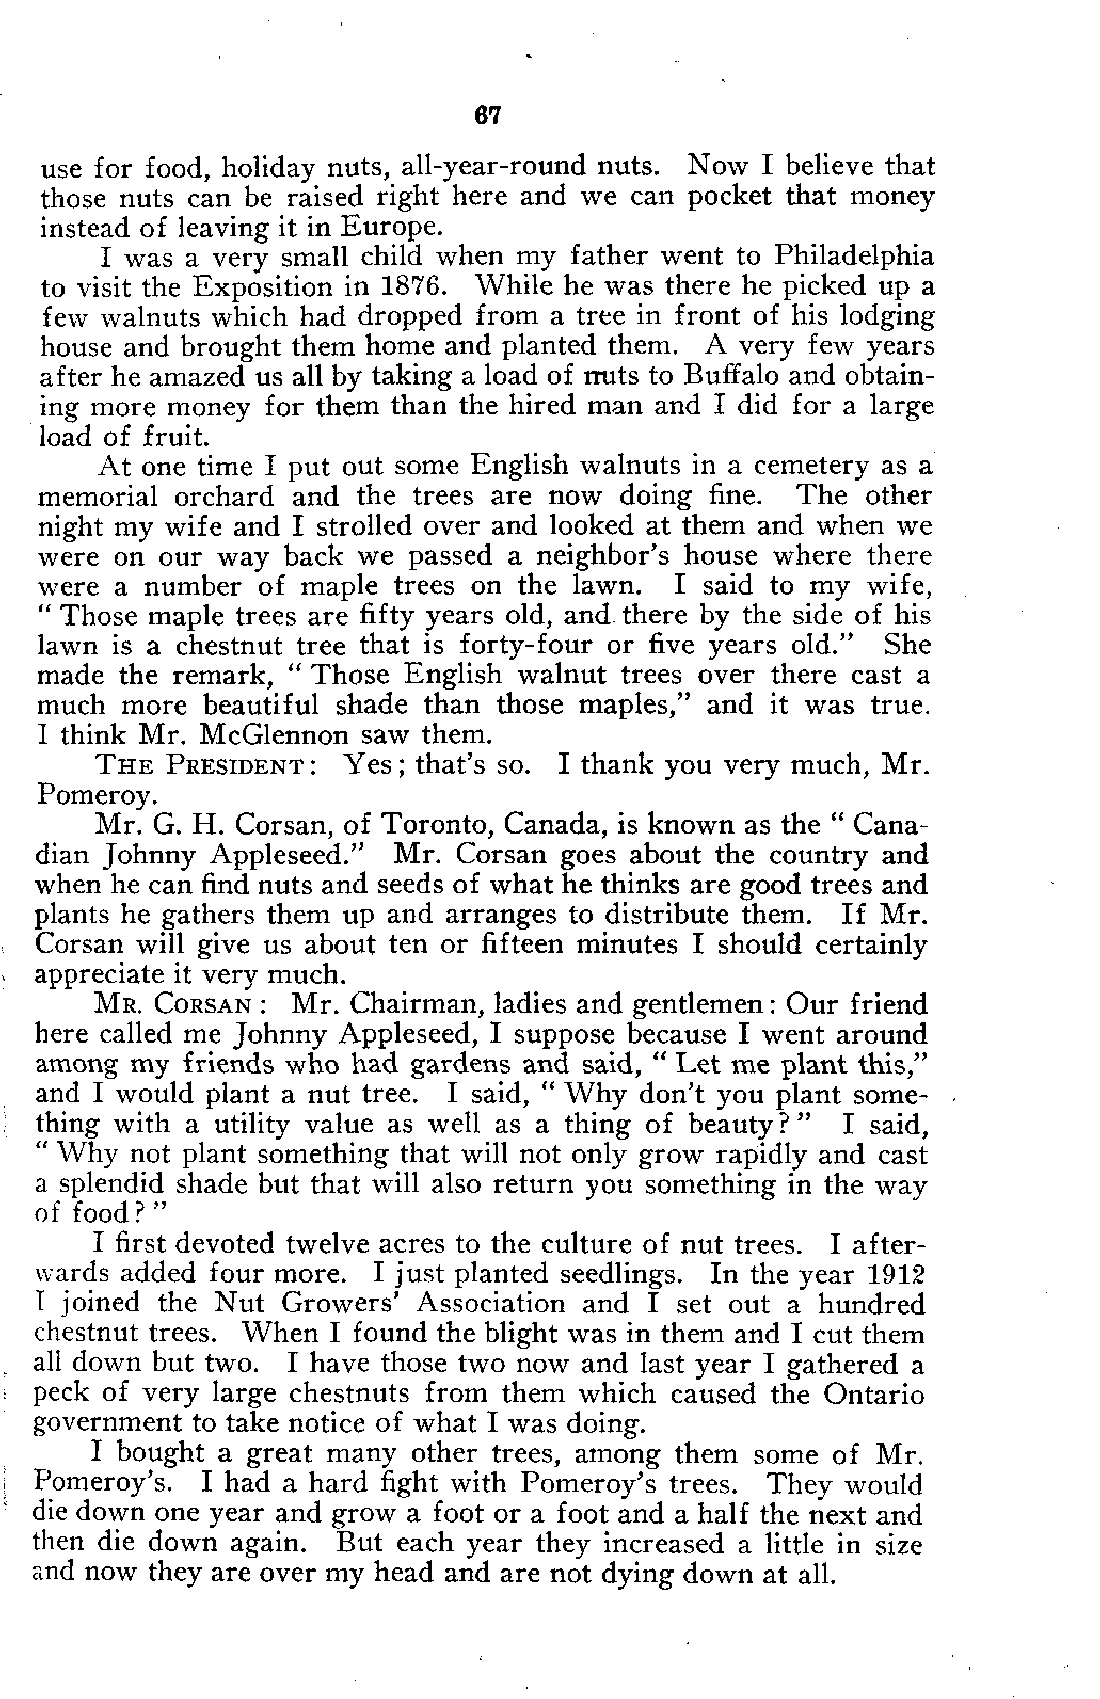 67
use for food, holiday nuts, all-year-round nuts. Now I believe that
those nuts can be raised right here and we can pocket that money
instead of leaving it in Europe.
I was a very small child when my father went to Philadelphia
to visit the Exposition in 1876. While he was there he picked up a
few walnuts which had dropped from a tree in front of his lodging
house and brought them home and planted them. A very few years
after he amazed us all by taking a load of nuts to Buffalo and obtain-
ing more money for them than the hired man and I did for a large
load of fruit.
At one time I put out some English walnuts in a cemetery as a
memorial orchard and the trees are now doing fine. The other
night my wife and I strolled over and looked at them and when we
were on our way back we passed a neighbor's house where there
were a number of maple trees on the lawn. I said to my wife,
" Those maple trees are fifty years old, and there by the side of his
lawn is a chestnut tree that is forty-four or five years old." She
made the remark, " Those English walnut trees over there cast a
much more beautiful shade than those maples," and it was true.
I think Mr. McGlennon saw them.
THE PRESIDENT: Yes; that's so. I thank you very much, Mr.
Pomeroy.
Mr. G. H. Corsan, of Toronto, Canada, is known as the " Cana-
dian Johnny Appleseed." Mr. Corsan goes about the country and
when he can find nuts and seeds of what he thinks are good trees and
plants he gathers them up and arranges to distribute them. If Mr.
Corsan will give us about ten or fifteen minutes I should certainly
appreciate it very much.
MR. CORSAN: Mr. Chairman, ladies and gentlemen: Our friend
here called me Johnny Appleseed, I suppose because I went around
among my friends who had gardens and said, " Let me plant this,"
and I would plant a nut tree. I said, " Why don't you plant some-
thing with a utility value as well as a thing of beauty?" I said,
" Why not plant something that will not only grow rapidly and cast
a splendid shade but that will also return you something in the way
of food?"
I first devoted twelve acres to the culture of nut trees. I after-
wards added four more. I just planted seedlings. In the year 1912
I joined the Nut Growers' Association and I set out a hundred
chestnut trees. When I found the blight was in them and I cut them
all down but two. I have those two now and last year I gathered a
peck of very large chestnuts from them which caused the Ontario
government to take notice of what I was doing.
I bought a great many other trees, among them some of Mr.
Pomeroy's. I had a hard fight with Pomeroy's trees. They would
die down one year and grow a foot or a foot and a half the next and
then die down again. But each year they increased a little in size
and now they are over my head and are not dying down at all.